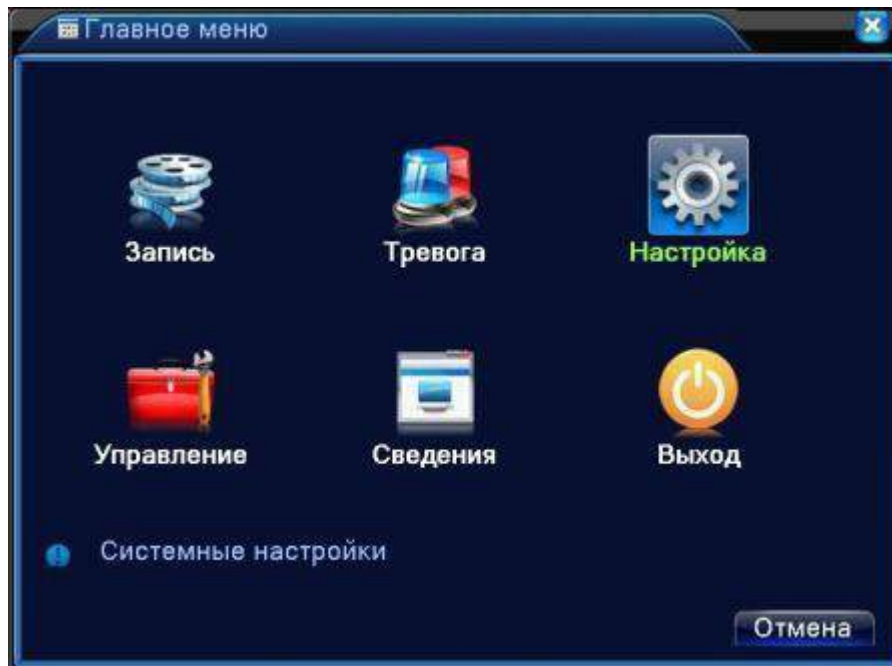 Главное меню
Запись Тревога Настройка
Управление Сведения Выход
Системные настройки
Отмена